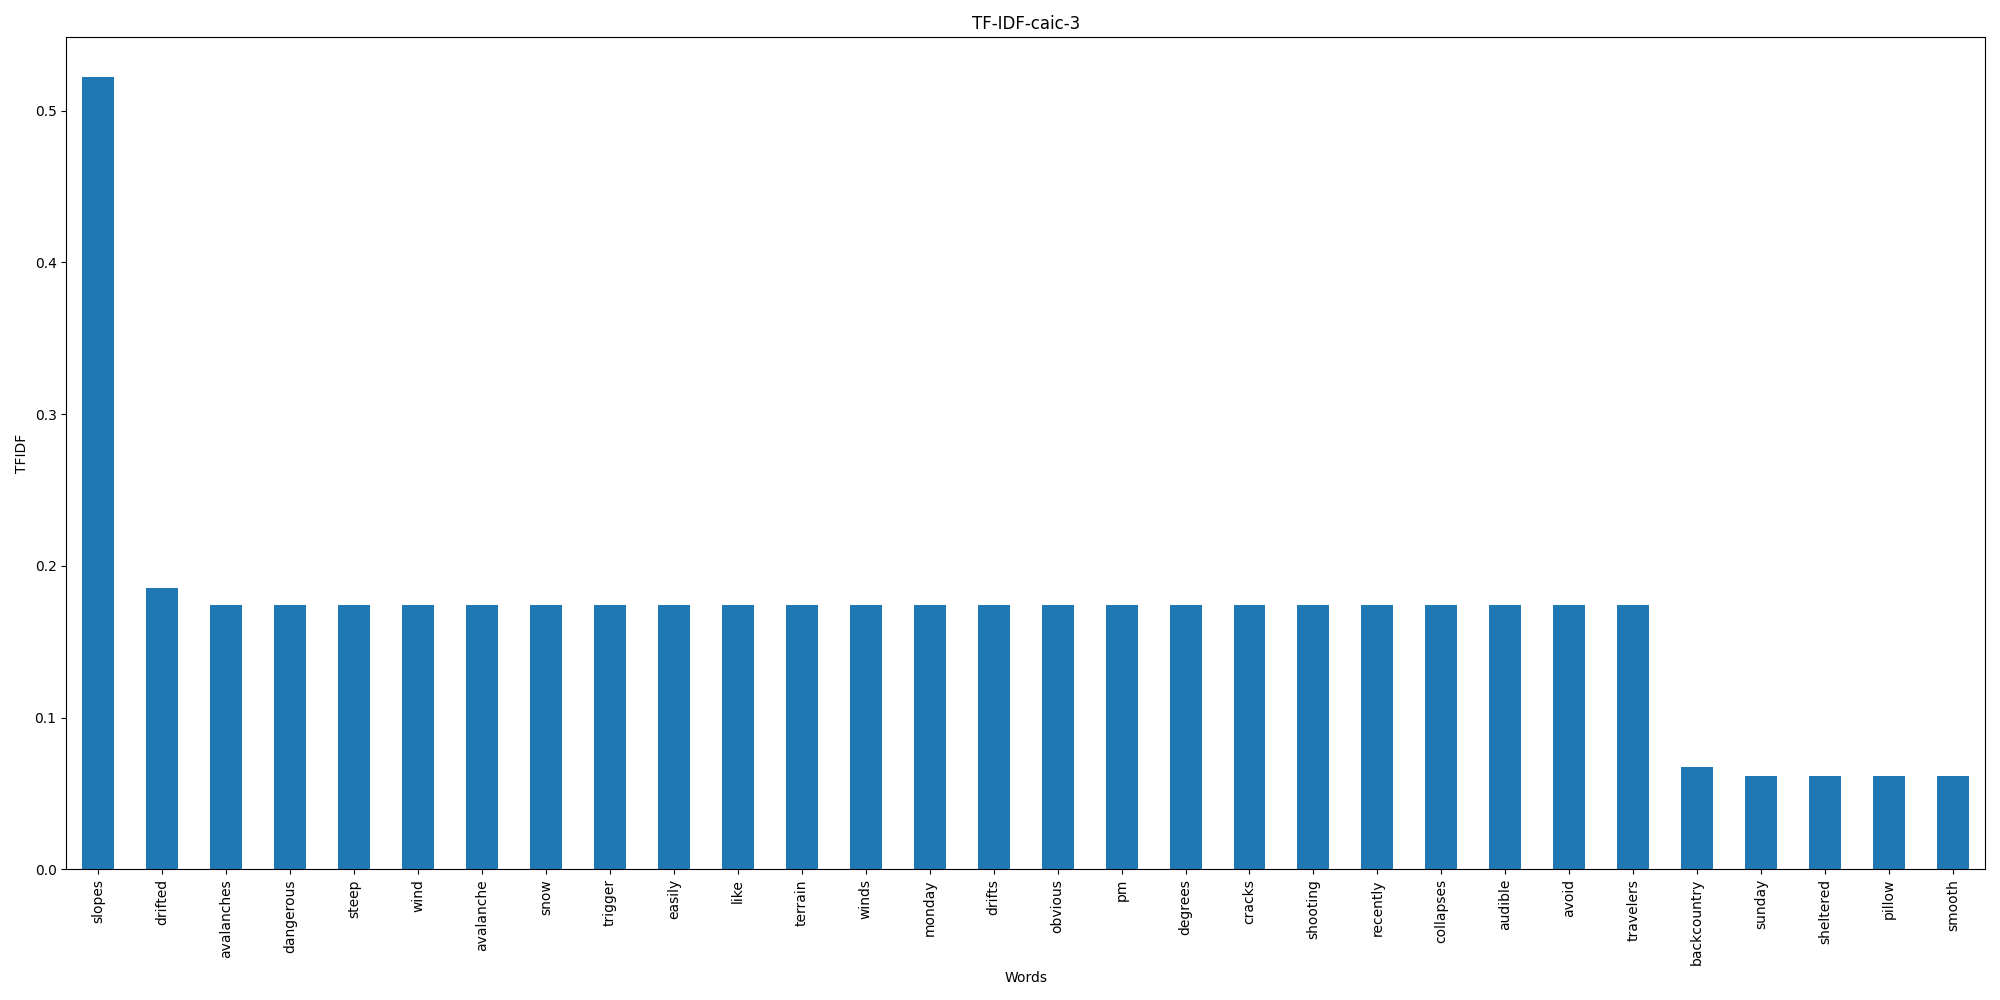 TF-IDF-caic-3
TFIDF
0.5
0.4
0.3
0.2
0.1
0.0
slopes
drifted
avalanches
dangerous
steep
wind
avalanche
snow
trigger
easily
like
terrain
winds
monday
drifts
obvious
pm
degrees
cracks
shooting
recently
collapses
audible
avoid
travelers
backcountry
sunday
sheltered
pillow
smooth
Words